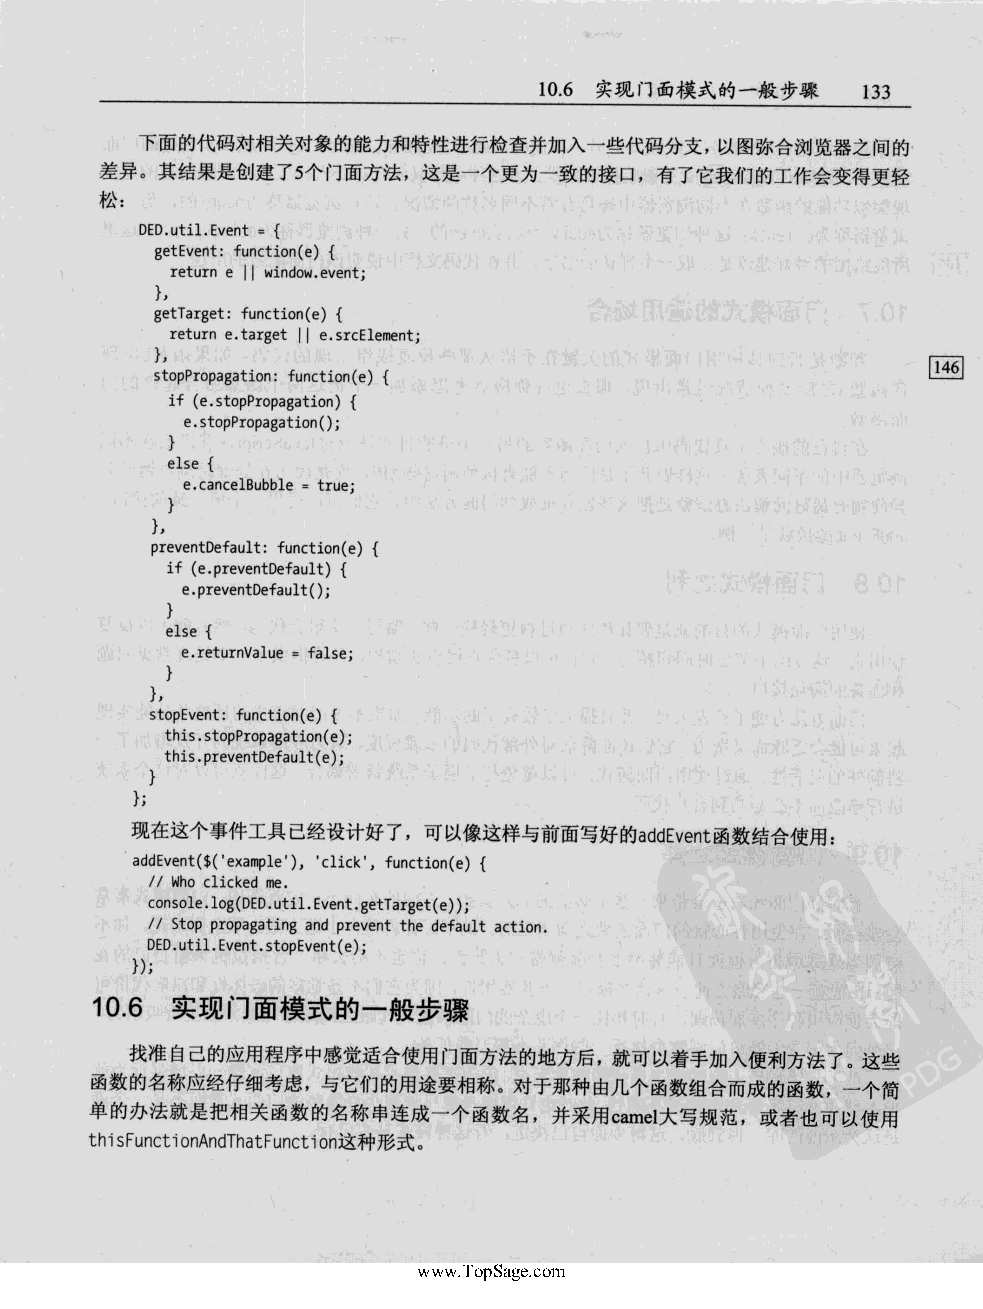 10.6 实现门面模式的一般步骤 133
下面的代码对相关对象的能力和特性进行检查并加入一些代码分支，以图弥合浏览器之间的
差异。其结果是创建了5个门面方法，这是一个更为一致的接口，有了它我们的工作会变得更轻
松：
DED.util.Event = {
getEvent: function(e) {
return e || window.event;
},
getTarget: function(e) {
return e.target || e.srcElement;
},
stopPropagation: function(e) {
146
if (e.stopPropagation) {
e.stopPropagation();
}
else {
e.cancelBubble = true;
}
},
preventDefault: function(e) {
if (e.preventDefault) {
e.preventDefault();
}
else {
e.returnValue = false;
}
},
stopEvent: function(e) {
this.stopPropagation(e);
this.preventDefault(e);
}
};
现在这个事件工具已经设计好了，可以像这样与前面写好的addEvent函数结合使用：
addEvent($('example'), 'click', function(e) {
// Who clicked me.
console.log(DED.util.Event.getTarget(e));
// Stop propagating and prevent the default action.
DED.util.Event.stopEvent(e);
});
10.6 实现门面模式的一般步骤
找准自己的应用程序中感觉适合使用门面方法的地方后，就可以着手加入便利方法了。这些
函数的名称应经仔细考虑，与它们的用途要相称。对于那种由几个函数组合而成的函数，一个简
单的办法就是把相关函数的名称串连成一个函数名，并采用camel大写规范，或者也可以使用
thisFunctionAndThatFunction这种形式。
PDG
www.TopSage.com